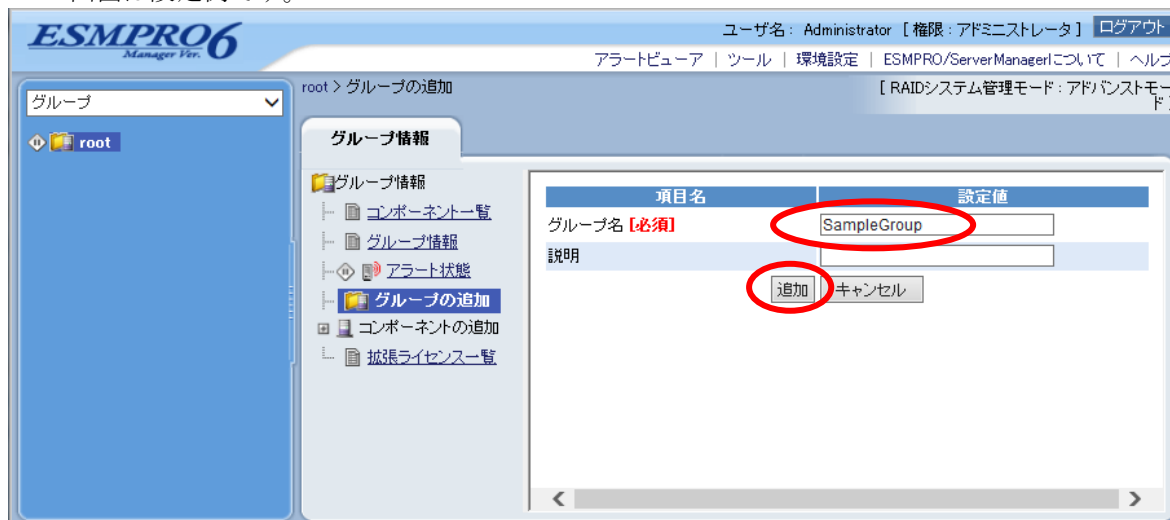 ESMPRO6
Manager Ver.
ユーザ名： Administrator [ 権限：アドミニストレータ ] ログアウト
アラートビューア | ツール | 環境設定 | ESMPRO/ServerManagerについて | ヘルプ
グループ
root
root > グループの追加
[ RAIDシステム管理モード：アドバンストモード ]
グループ情報
グループ情報
コンポーネント一覧
グループ情報
アラート状態
グループの追加
コンポーネントの追加
拡張ライセンス一覧
項目名 設定値
グループ名 [必須] SampleGroup
説明
追加 キャンセル